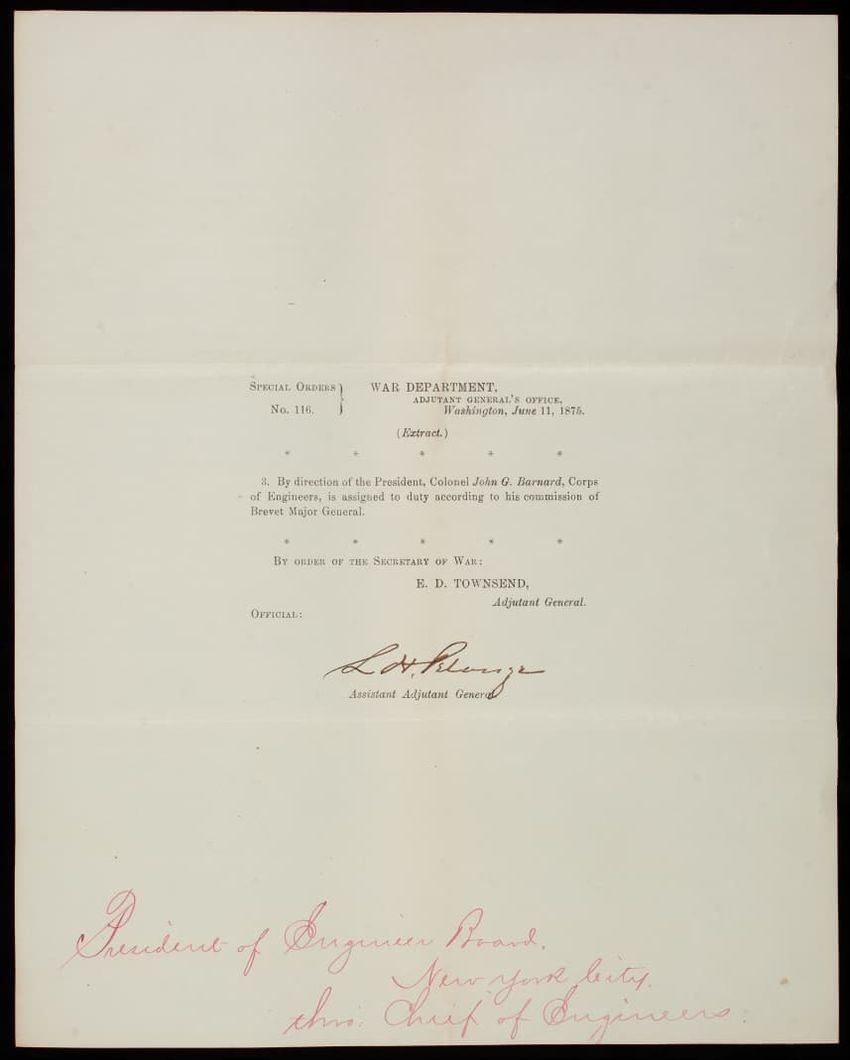 SPECIAL ORDERS } WAR DEPARTMENT,
ADJUTANT GENERAL'S OFFICE,
No. 116. Washington, June 11, 1875.
(Extract.)
* * * * *
3. By direction of the President, Colonel John G. Barnard, Corps
of Engineers, is assigned to duty according to his commission of
Brevet Major General.
* * * * *
BY ORDER OF THE SECRETARY OF WAR:
E. D. TOWNSEND,
Adjutant General.
OFFICIAL:
L H. Pelouze
Assistant Adjutant General
President of Engineer Board.
New York City.
thro: Chief of Engineers.